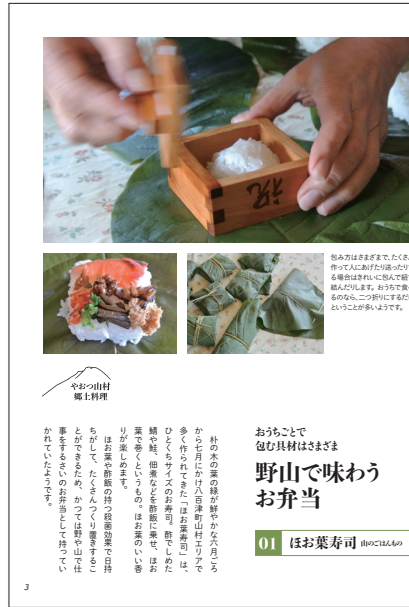 祝
包み方はさまざまで、たくさ
作って人にあげたり送ったり
る場合はきれいに包んで紐
結んだりします。おうちで食
るのなら、二つ折りにするだ
ということが多いようです。
やおつ山村
郷土料理
おうちごとで
包む具材はさまざま
野山で味わう
お弁当
01 ほお葉寿司 山のごはんもの
朴の木の葉の緑が鮮やかな六月ごろ
から七月にかけ八百津町山村エリアで
多く作られてきた「ほお葉寿司」は、
ひとくちサイズのお寿司。酢でしめた
鯖や鮭、佃煮などを酢飯に乗せ、ほお
葉で巻くというもの。ほお葉のいい香
りが楽しめます。
ほお葉や酢飯の持つ殺菌効果で日持
ちがして、たくさんつくり置きするこ
とができるため、かつては野や山で仕
事をするさいのお弁当として持ってい
かれていたようです。
3